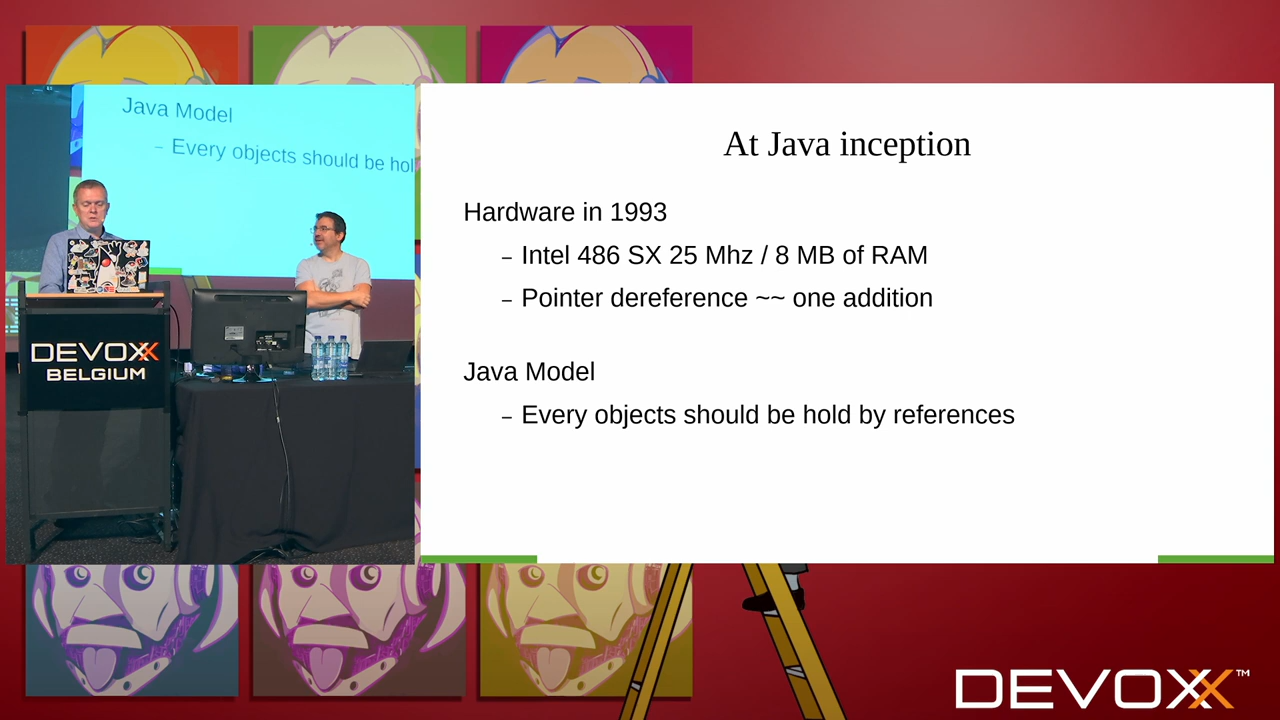 Java Model
– Every objects should be hol
DEVOXX
BELGIUM
At Java inception
Hardware in 1993
– Intel 486 SX 25 Mhz / 8 MB of RAM
– Pointer dereference ~~ one addition
Java Model
– Every objects should be hold by references
DEVOXX™